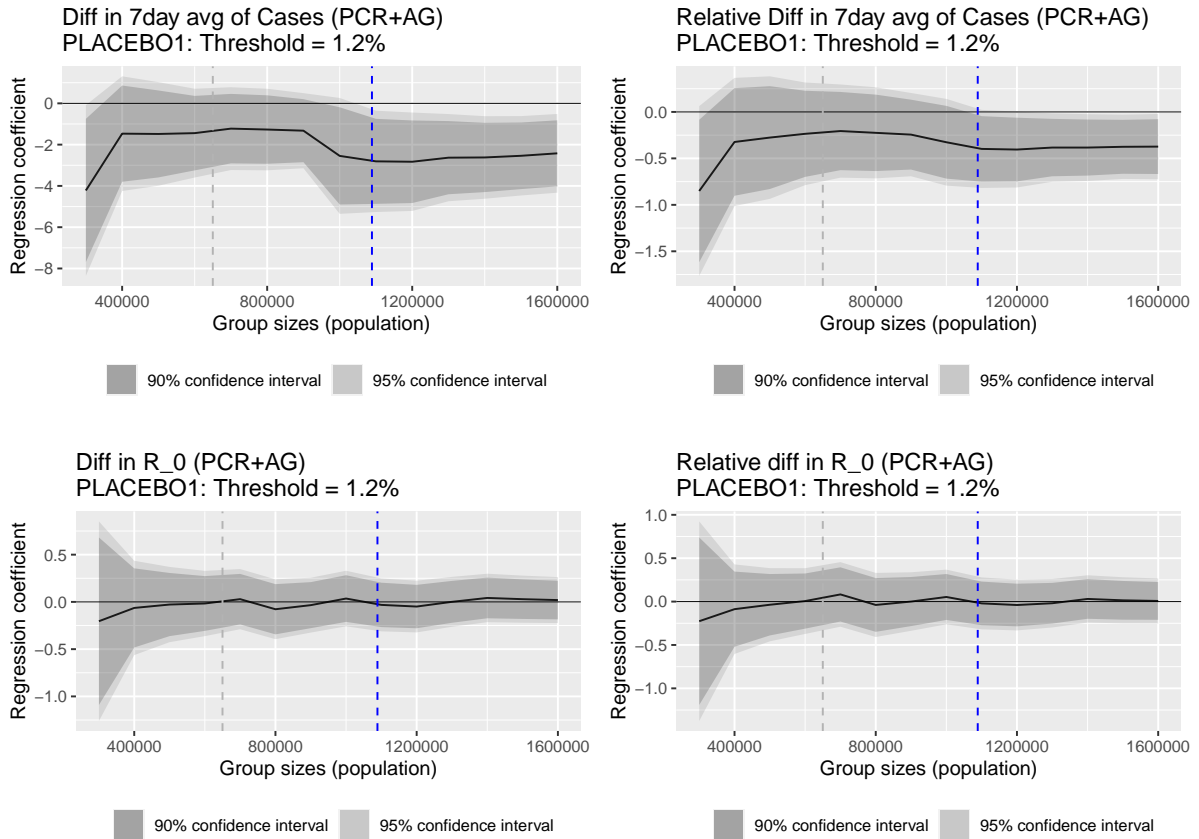 Diff in 7day avg of Cases (PCR+AG)
PLACEBO1: Threshold = 1.2%
Regression coefficient
0
−2
−4
−6
−8
400000 800000 1200000 1600000
Group sizes (population)
90% confidence interval 95% confidence interval
Relative Diff in 7day avg of Cases (PCR+AG)
PLACEBO1: Threshold = 1.2%
Regression coefficient
0.0
−0.5
−1.0
−1.5
400000 800000 1200000 1600000
Group sizes (population)
90% confidence interval 95% confidence interval
Diff in R_0 (PCR+AG)
PLACEBO1: Threshold = 1.2%
Regression coefficient
0.5
0.0
−0.5
−1.0
400000 800000 1200000 1600000
Group sizes (population)
90% confidence interval 95% confidence interval
Relative diff in R_0 (PCR+AG)
PLACEBO1: Threshold = 1.2%
Regression coefficient
1.0
0.5
0.0
−0.5
−1.0
400000 800000 1200000 1600000
Group sizes (population)
90% confidence interval 95% confidence interval